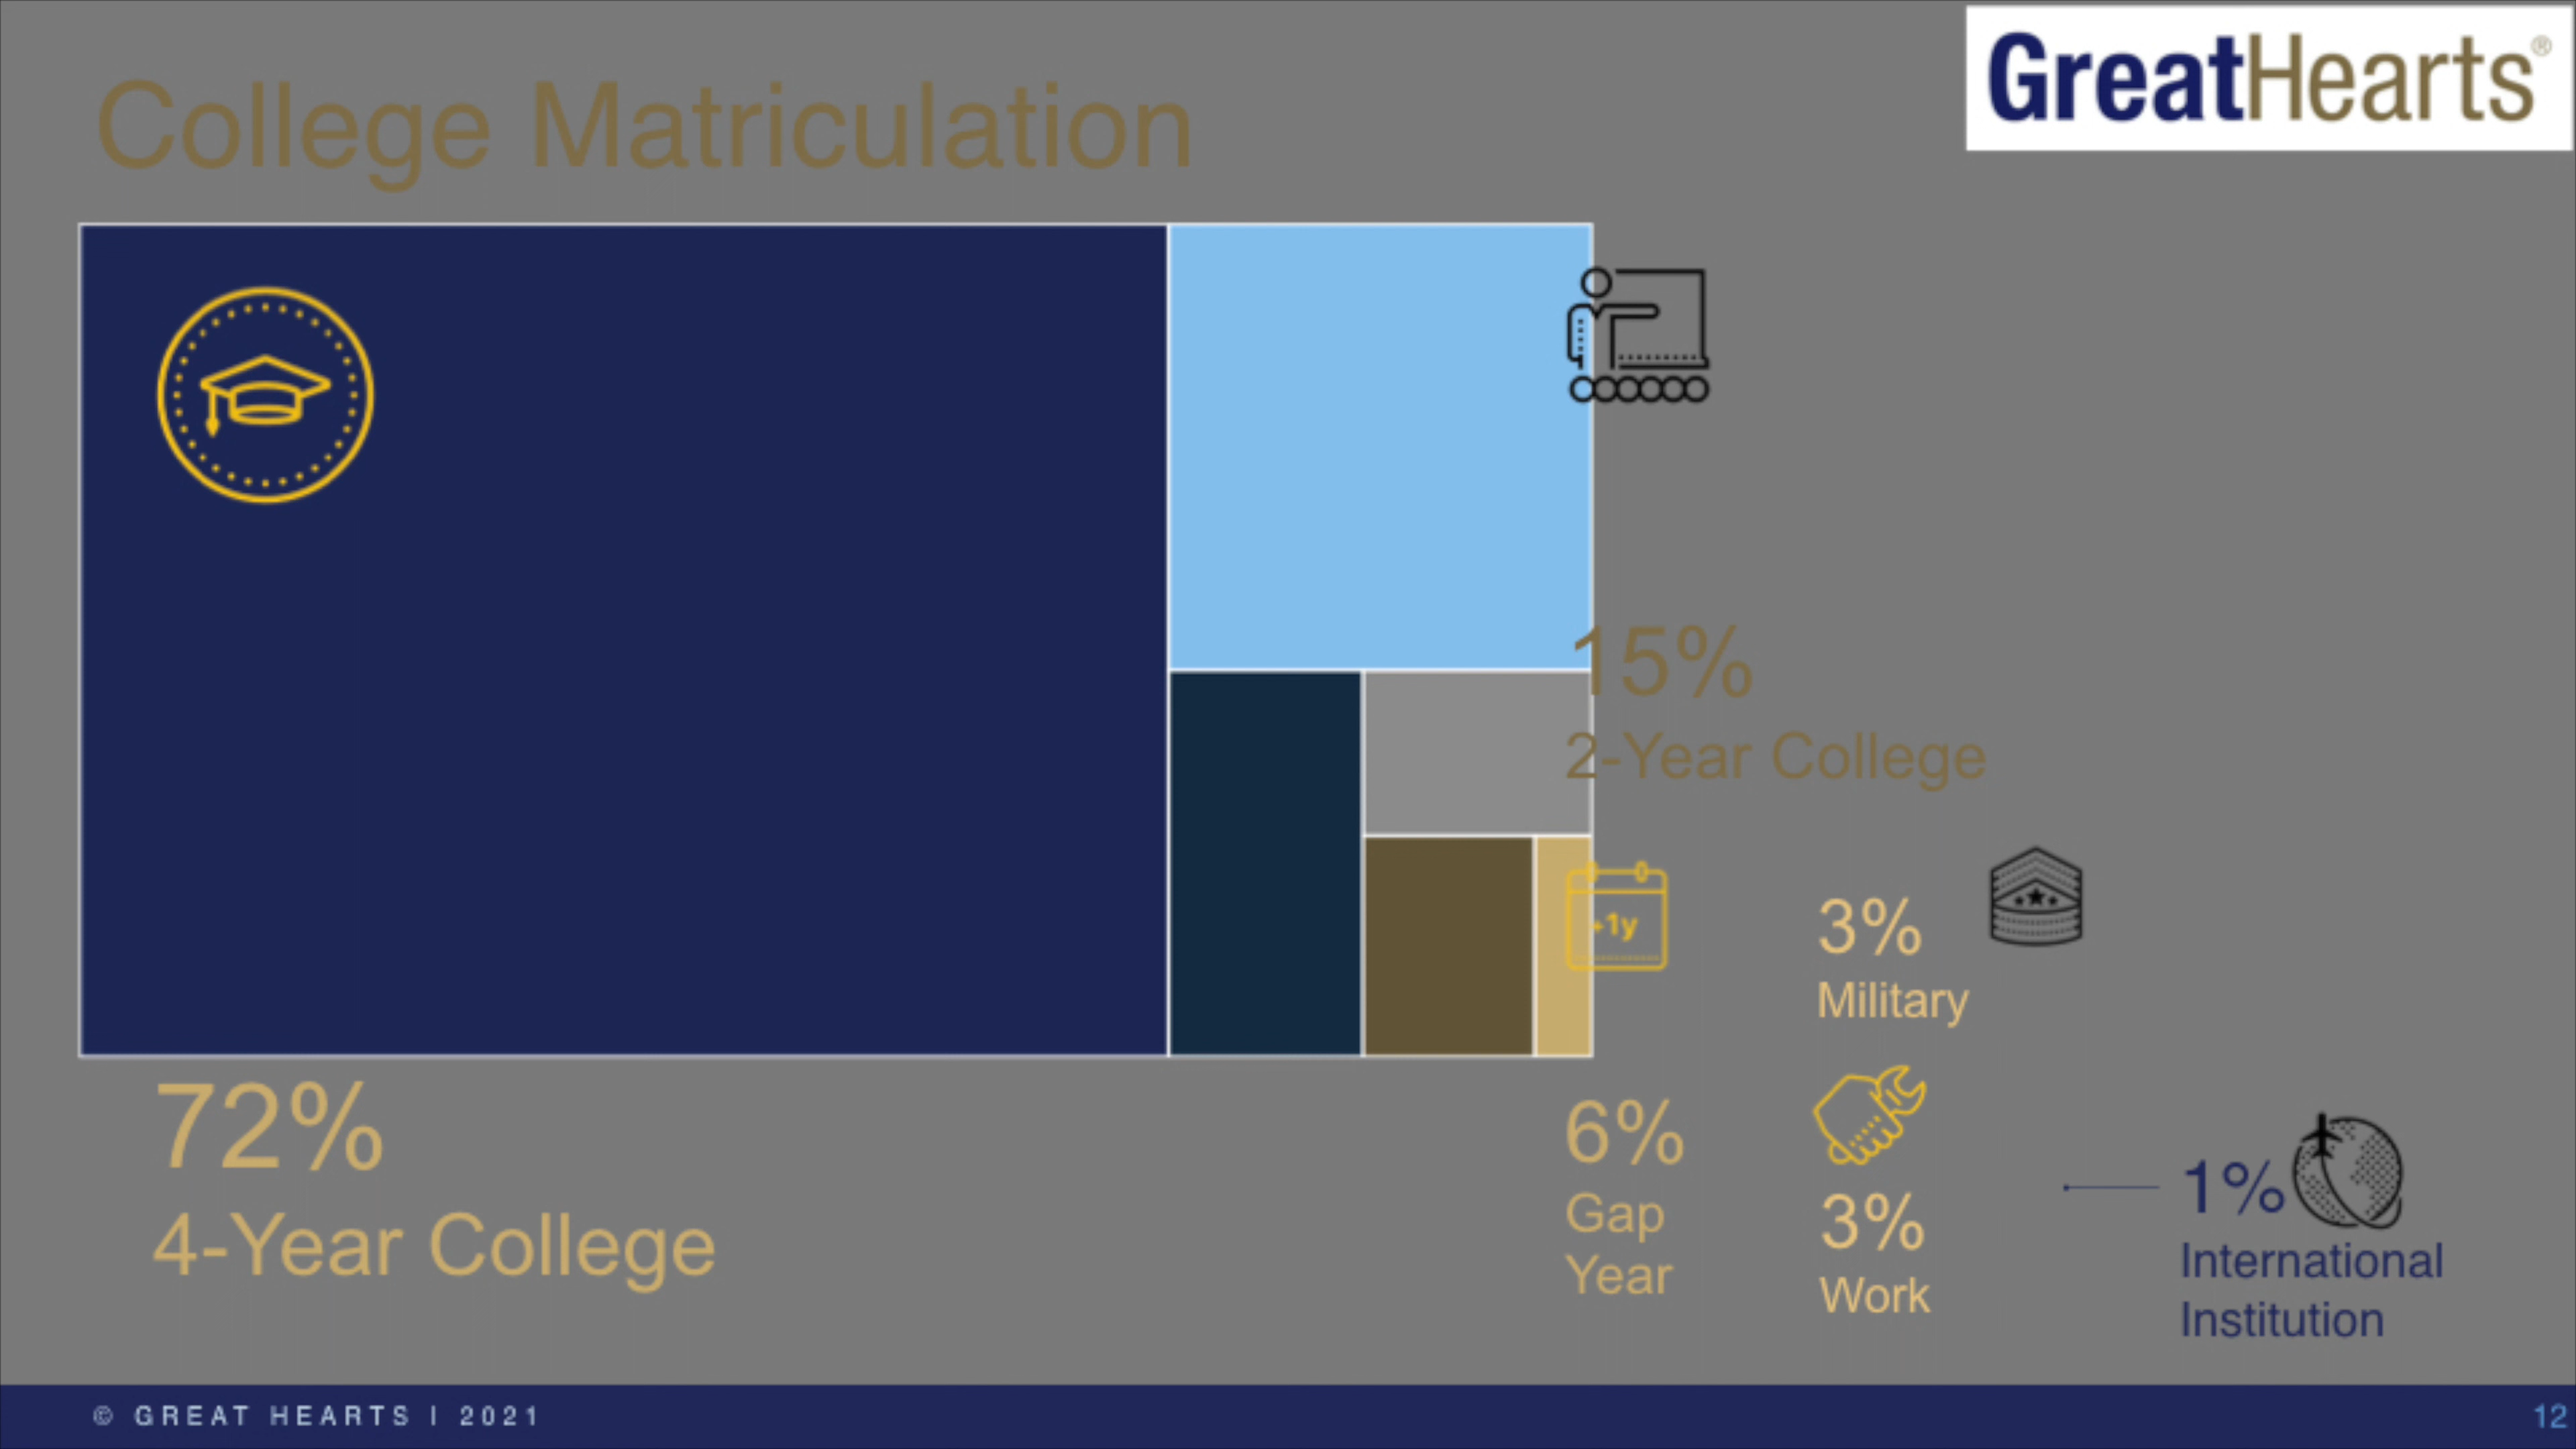 GreatHearts®
College Matriculation
15%
2-Year College
+1y
3%
Military
72%
4-Year College
6%
Gap
Year
3%
Work
1%
International
Institution
© GREAT HEARTS | 2021
12